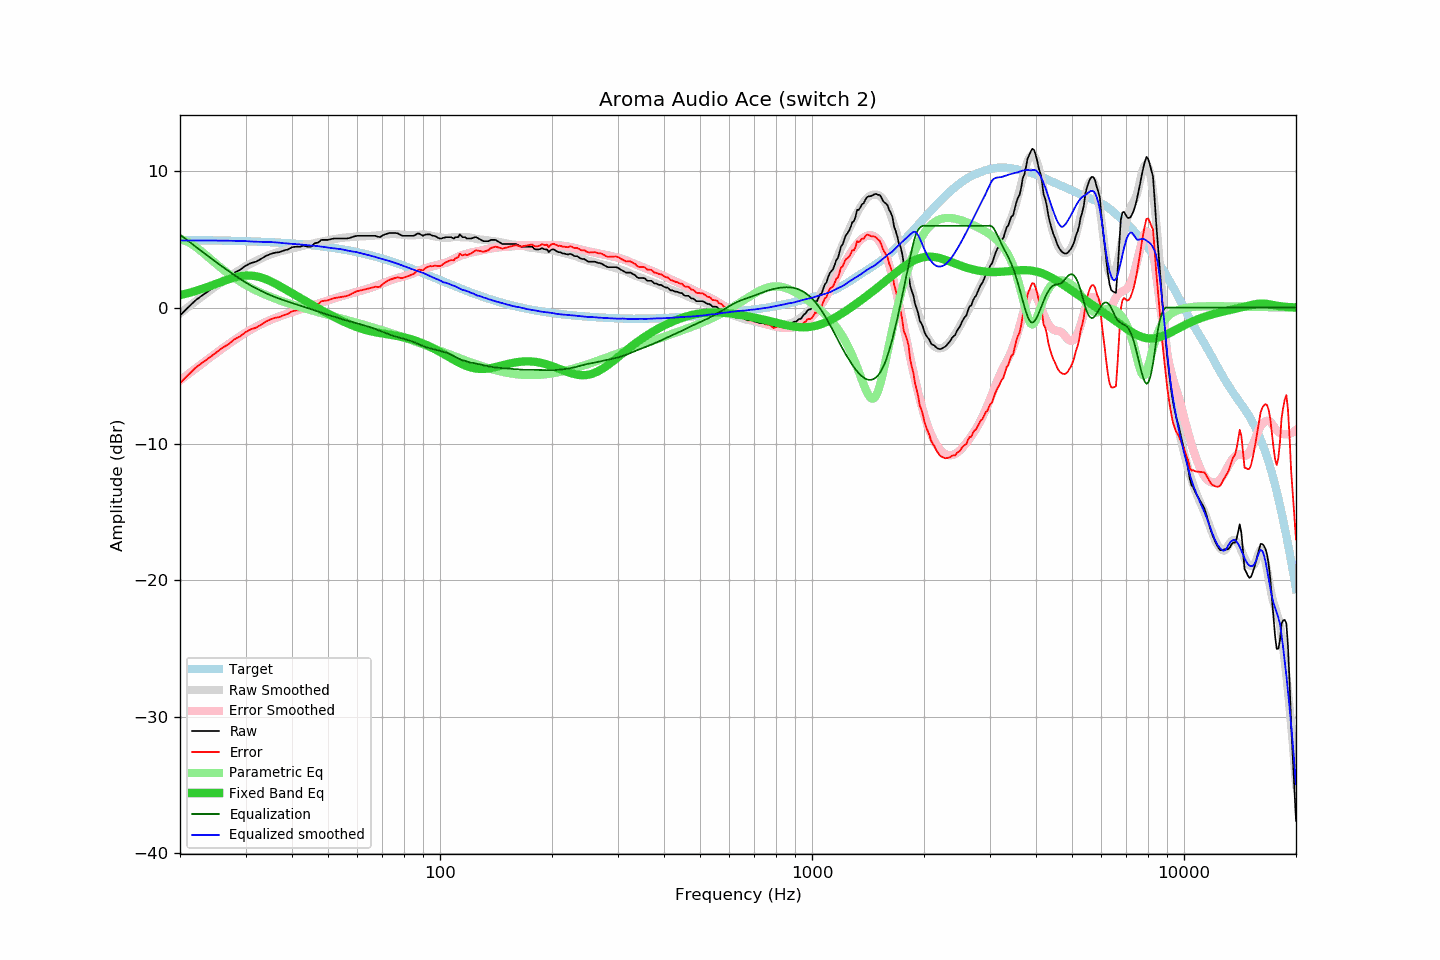 Aroma Audio Ace (switch 2)
Amplitude (dBr)
10
0
−10
−20
−30
−40
Target
Raw Smoothed
Error Smoothed
Raw
Error
Parametric Eq
Fixed Band Eq
Equalization
Equalized smoothed
100
1000
10000
Frequency (Hz)